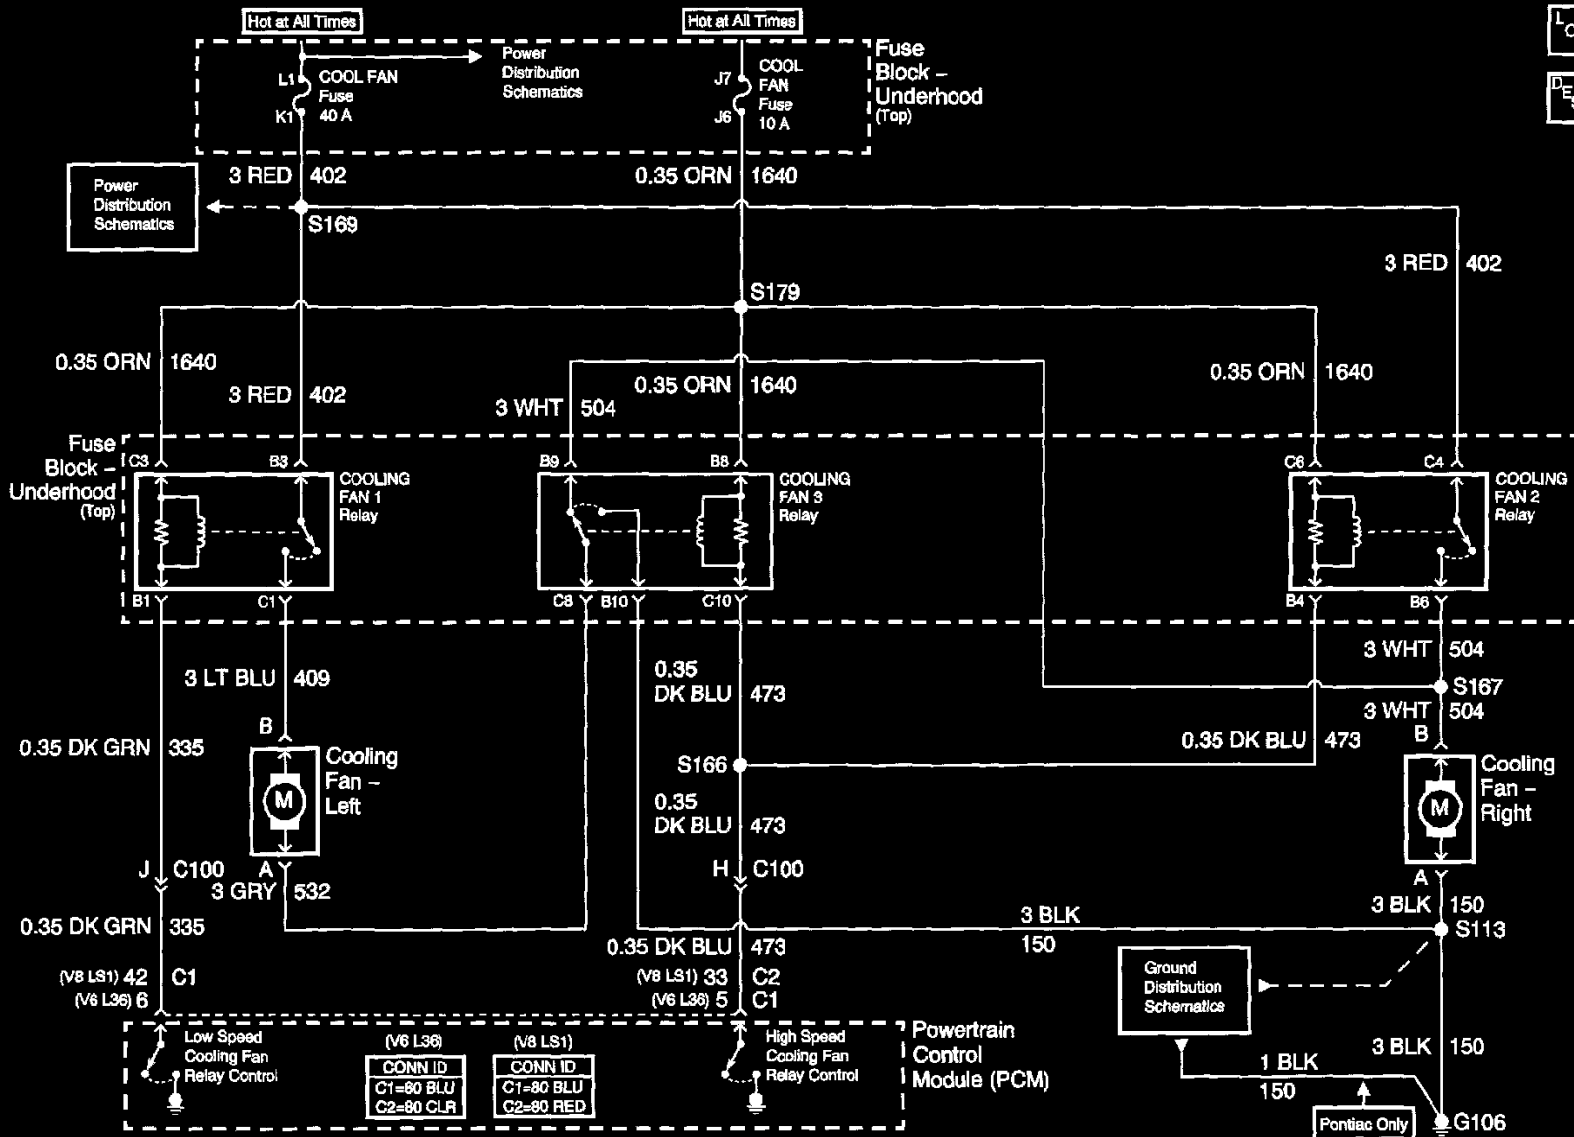 Hot at All Times
Hot at All Times
L1
COOL FAN
Fuse
40 A
K1
Power
Distribution
Schematics
J7
COOL
FAN
Fuse
10 A
J6
Fuse
Block –
Underhood
(Top)
3 RED 402
0.35 ORN 1640
Power
Distribution
Schematics
S169
3 RED 402
S179
0.35 ORN 1640
3 RED 402
3 WHT 504
0.35 ORN 1640
0.35 ORN 1640
Fuse
Block –
Underhood
(Top)
C3
B3
B9
B8
C6
C4
COOLING
FAN 1
Relay
COOLING
FAN 3
Relay
COOLING
FAN 2
Relay
B1
C1
C8
B10
C10
B4
B6
3 LT BLU 409
0.35
DK BLU 473
3 WHT 504
S167
3 WHT 504
0.35 DK GRN 335
B
Cooling
Fan –
Left
M
S166
0.35 DK BLU 473
B
Cooling
Fan –
Right
M
0.35
DK BLU 473
J C100
A
3 GRY 532
H C100
A
0.35 DK GRN 335
3 BLK 150
3 BLK
150
S113
0.35 DK BLU 473
(V8 LS1) 42 C1
(V6 L36) 6
(V8 LS1) 33 C2
(V6 L36) 5 C1
Ground
Distribution
Schematics
Low Speed
Cooling Fan
Relay Control
(V6 L36)
CONN ID
C1=80 BLU
C2=80 CLR
(V8 LS1)
CONN ID
C1=80 BLU
C2=80 RED
High Speed
Cooling Fan
Relay Control
Powertrain
Control
Module (PCM)
1 BLK
150
3 BLK 150
Pontiac Only
G106